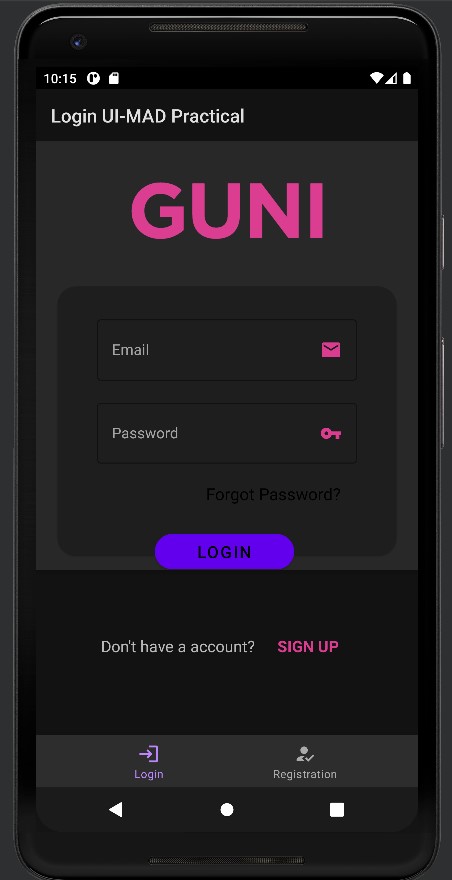 10:15
Login UI-MAD Practical
GUNI
Email
Password
Forgot Password?
LOGIN
Don't have a account? SIGN UP
Login Registration